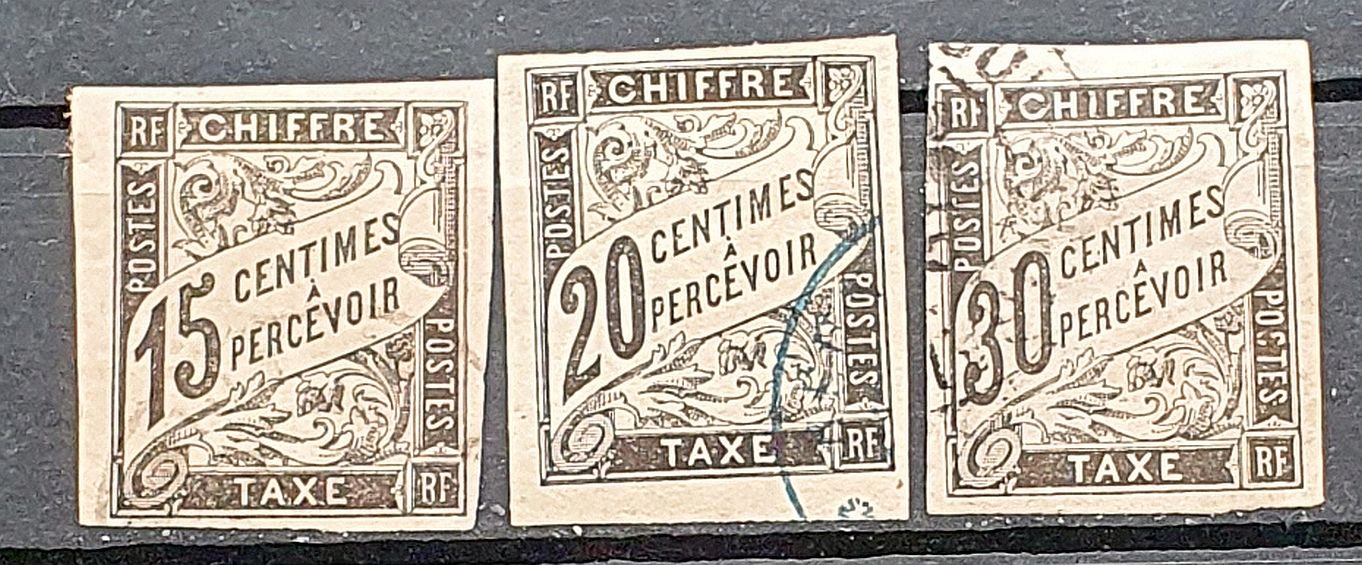 RF CHIFFRE
POSTES
15 CENTIMES
À
PERCEVOIR
POSTES
TAXE RF
RF CHIFFRE
POSTES
20 CENTIMES
À
PERCEVOIR
POSTES
TAXE RF
RF CHIFFRE
POSTES
30 CENTIMES
À
PERCEVOIR
POSTES
TAXE RF